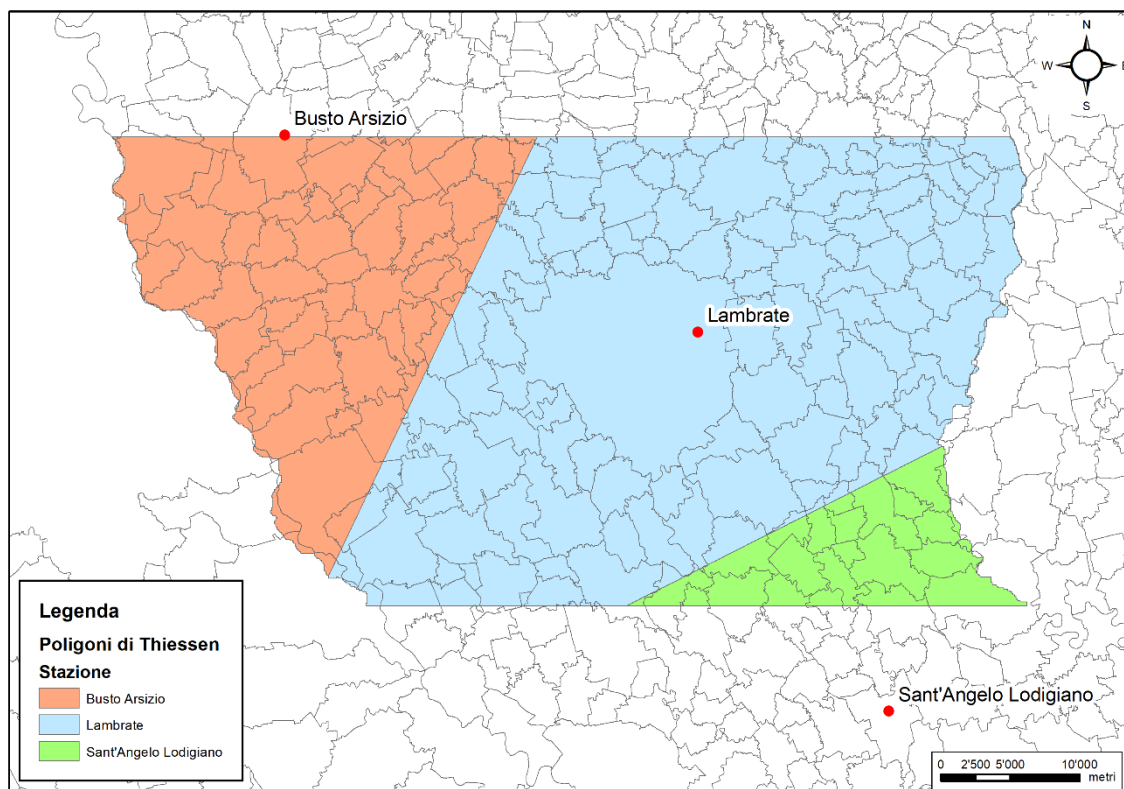 N
W E
S
Busto Arsizio
Lambrate
Sant'Angelo Lodigiano
Legenda
Poligoni di Thiessen
Stazione
Busto Arsizio
Lambrate
Sant'Angelo Lodigiano
0 2'500 5'000 10'000
metri